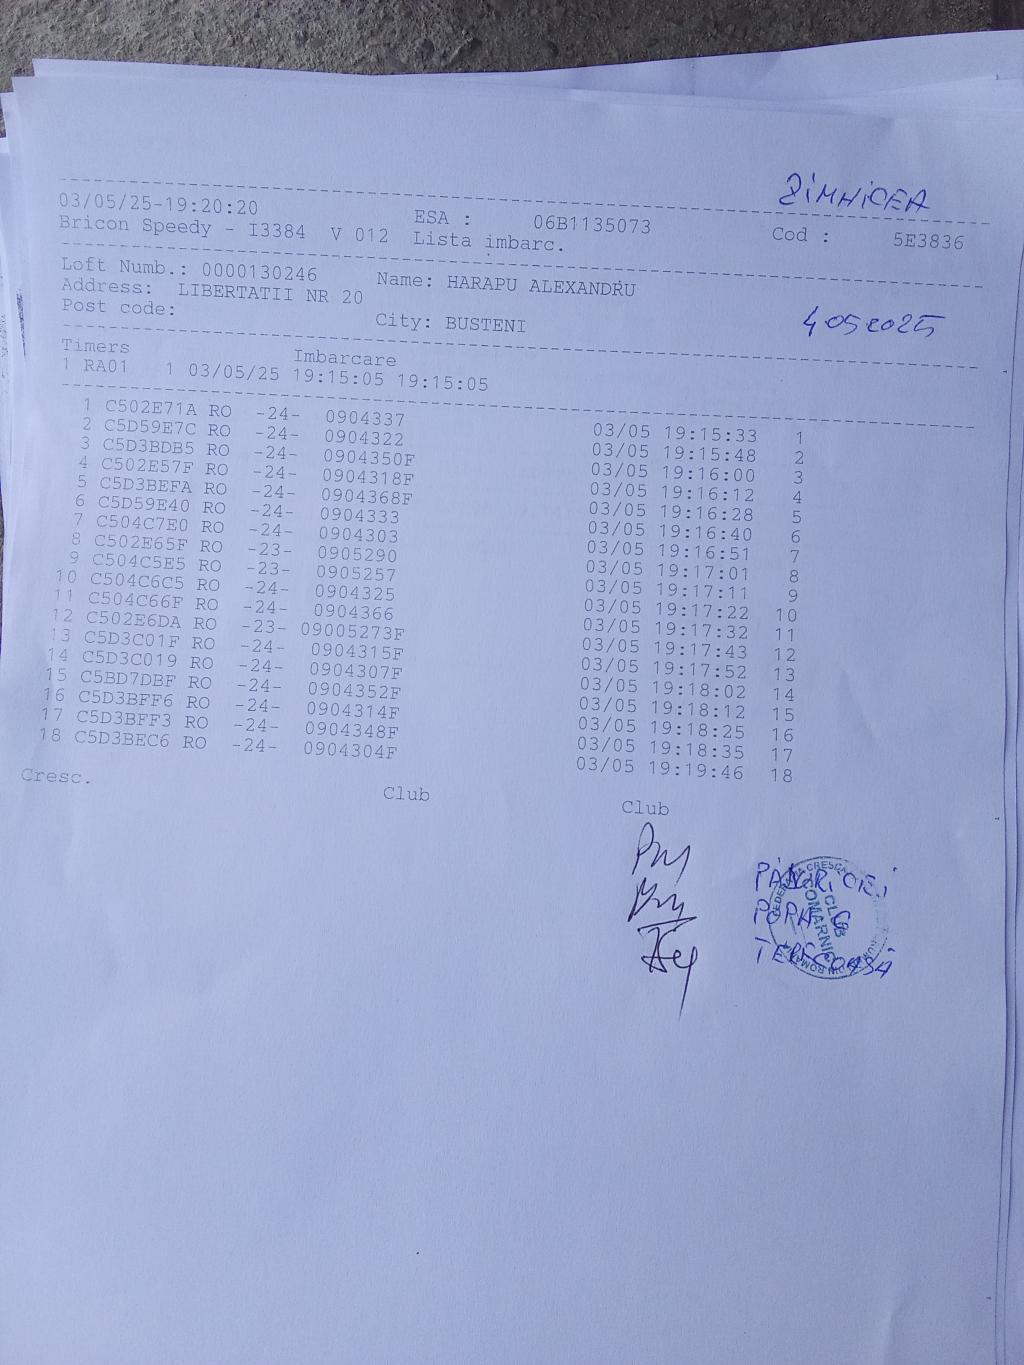 ZIMNICEA
03/05/25-19:20:20 ESA : 06B1135073 Cod : 5E3836
Bricon Speedy - I3384 V 012 Lista imbarc.
Loft Numb.: 0000130246 Name: HARAPU ALEXANDRU
Address: LIBERTATII NR 20
Post code: City: BUSTENI
4 05 2025
Timers Imbarcare
1 RA01 1 03/05/25 19:15:05 19:15:05
1 C502E71A RO -24- 0904337 03/05 19:15:33 1
2 C5D59E7C RO -24- 0904322 03/05 19:15:48 2
3 C5D3BDB5 RO -24- 0904350F 03/05 19:16:00 3
4 C502E57F RO -24- 0904318F 03/05 19:16:12 4
5 C5D3BEFA RO -24- 0904368F 03/05 19:16:28 5
6 C5D59E40 RO -24- 0904333 03/05 19:16:40 6
7 C504C7E0 RO -24- 0904303 03/05 19:16:51 7
8 C502E65F RO -23- 0905290 03/05 19:17:01 8
9 C504C5E5 RO -23- 0905257 03/05 19:17:11 9
10 C504C6C5 RO -24- 0904325 03/05 19:17:22 10
11 C504C66F RO -24- 0904366 03/05 19:17:32 11
12 C502E6DA RO -23- 09005273F 03/05 19:17:43 12
13 C5D3C01F RO -24- 0904315F 03/05 19:17:52 13
14 C5D3C019 RO -24- 0904307F 03/05 19:18:02 14
15 C5BD7DBF RO -24- 0904352F 03/05 19:18:12 15
16 C5D3BFF6 RO -24- 0904314F 03/05 19:18:25 16
17 C5D3BFF3 RO -24- 0904348F 03/05 19:18:35 17
18 C5D3BEC6 RO -24- 0904304F 03/05 19:19:46 18
Cresc. Club Club
POPA G
CLUB
COMARNIC